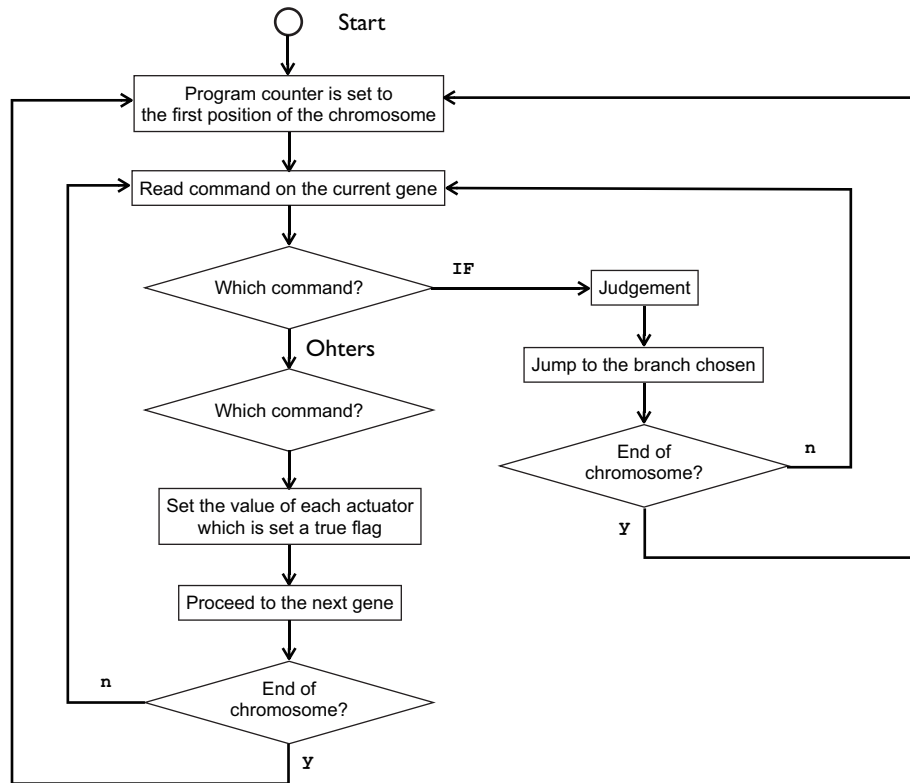 Start
Program counter is set to
the first position of the chromosome
Read command on the current gene
Which command?
IF
Judgement
Ohters
Jump to the branch chosen
Which command?
End of
chromosome?
n
y
Set the value of each actuator
which is set a true flag
Proceed to the next gene
n
End of
chromosome?
y